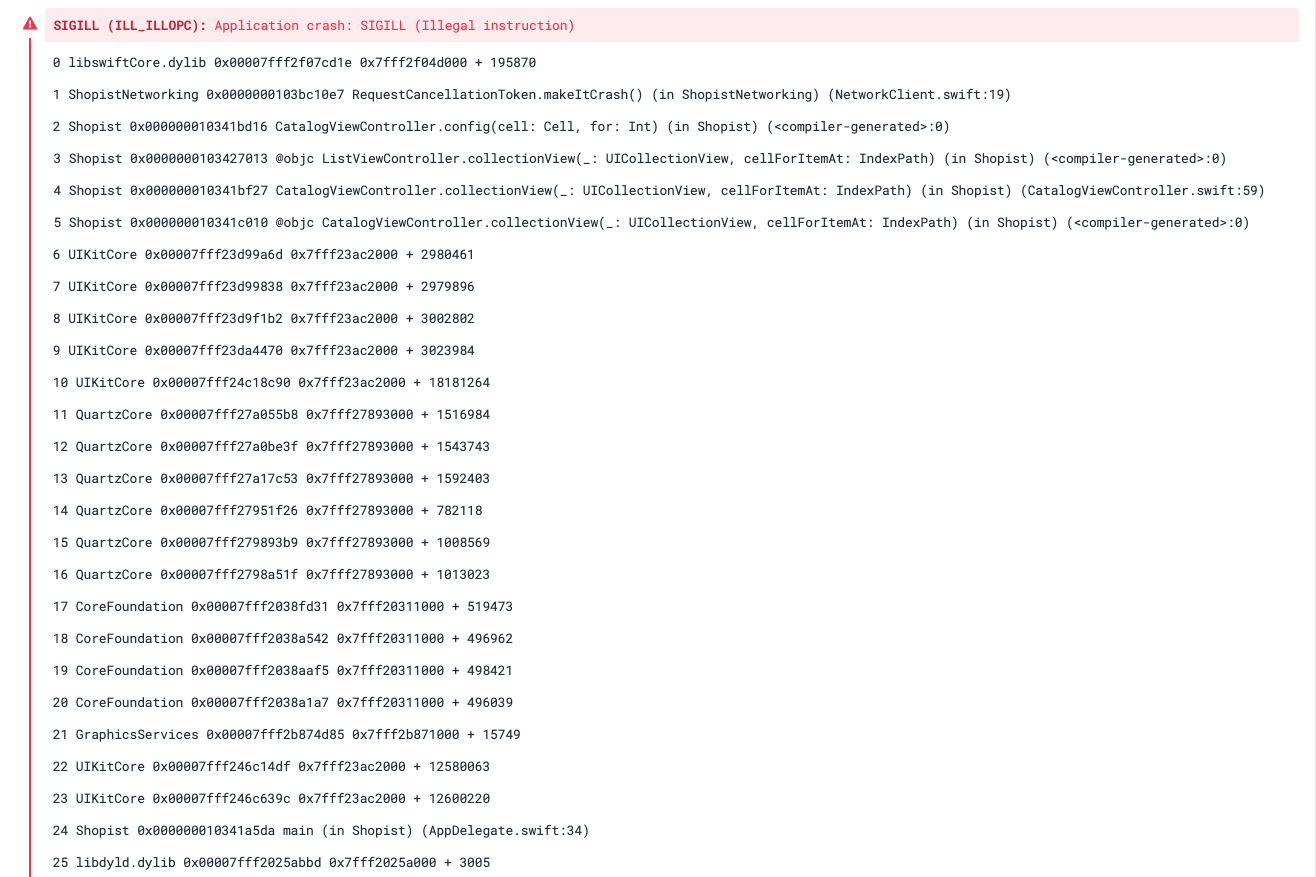 SIGILL (ILL_ILLOPC): Application crash: SIGILL (Illegal instruction)
0 libswiftCore.dylib 0x00007fff2f07cd1e 0x7fff2f04d000 + 195870
1 ShopistNetworking 0x0000000103bc10e7 RequestCancellationToken.makeItCrash() (in ShopistNetworking) (NetworkClient.swift:19)
2 Shopist 0x000000010341bd16 CatalogViewController.config(cell: Cell, for: Int) (in Shopist) (<compiler-generated>:0)
3 Shopist 0x0000000103427013 @objc ListViewController.collectionView(_: UICollectionView, cellForItemAt: IndexPath) (in Shopist) (<compiler-generated>:0)
4 Shopist 0x000000010341bf27 CatalogViewController.collectionView(_: UICollectionView, cellForItemAt: IndexPath) (in Shopist) (CatalogViewController.swift:59)
5 Shopist 0x000000010341c010 @objc CatalogViewController.collectionView(_: UICollectionView, cellForItemAt: IndexPath) (in Shopist) (<compiler-generated>:0)
6 UIKitCore 0x00007fff23d99a6d 0x7fff23ac2000 + 2980461
7 UIKitCore 0x00007fff23d99838 0x7fff23ac2000 + 2979896
8 UIKitCore 0x00007fff23d9f1b2 0x7fff23ac2000 + 3002802
9 UIKitCore 0x00007fff23da4470 0x7fff23ac2000 + 3023984
10 UIKitCore 0x00007fff24c18c90 0x7fff23ac2000 + 18181264
11 QuartzCore 0x00007fff27a055b8 0x7fff27893000 + 1516984
12 QuartzCore 0x00007fff27a0be3f 0x7fff27893000 + 1543743
13 QuartzCore 0x00007fff27a17c53 0x7fff27893000 + 1592403
14 QuartzCore 0x00007fff27951f26 0x7fff27893000 + 782118
15 QuartzCore 0x00007fff279893b9 0x7fff27893000 + 1008569
16 QuartzCore 0x00007fff2798a51f 0x7fff27893000 + 1013023
17 CoreFoundation 0x00007fff2038fd31 0x7fff20311000 + 519473
18 CoreFoundation 0x00007fff2038a542 0x7fff20311000 + 496962
19 CoreFoundation 0x00007fff2038aaf5 0x7fff20311000 + 498421
20 CoreFoundation 0x00007fff2038a1a7 0x7fff20311000 + 496039
21 GraphicsServices 0x00007fff2b874d85 0x7fff2b871000 + 15749
22 UIKitCore 0x00007fff246c14df 0x7fff23ac2000 + 12580063
23 UIKitCore 0x00007fff246c639c 0x7fff23ac2000 + 12600220
24 Shopist 0x000000010341a5da main (in Shopist) (AppDelegate.swift:34)
25 libdyld.dylib 0x00007fff2025abbd 0x7fff2025a000 + 3005